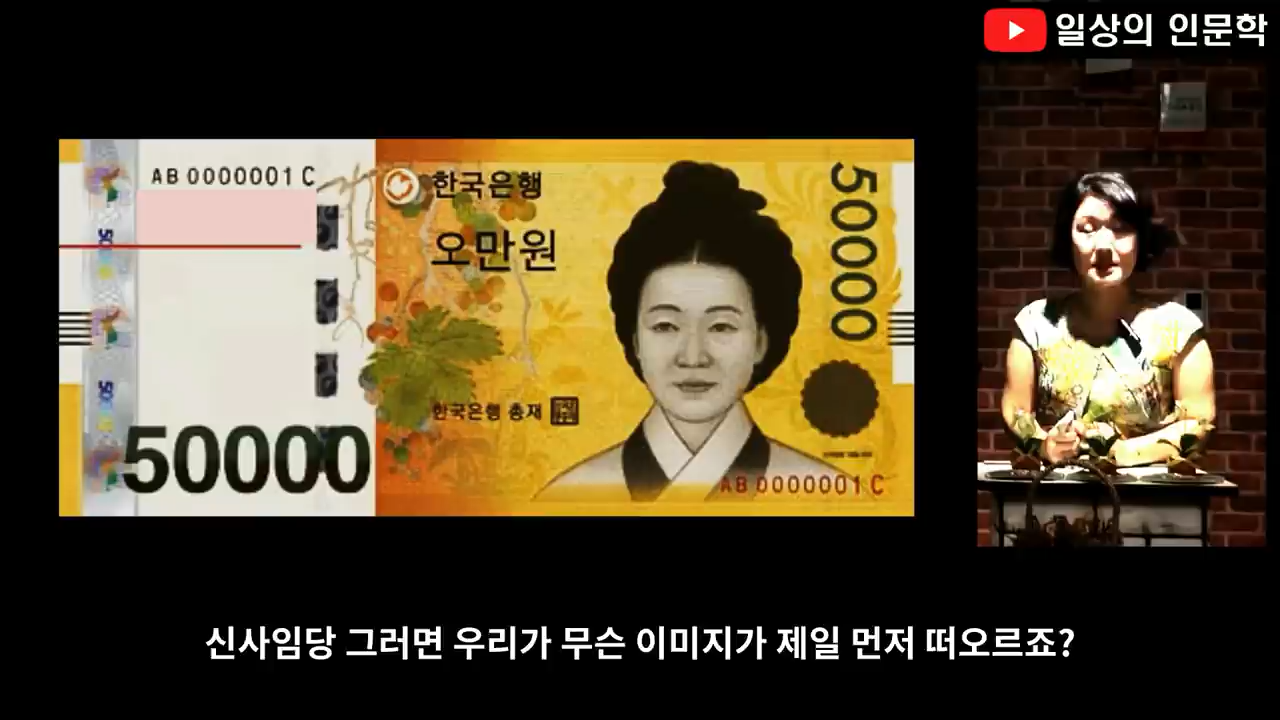 일상의 인문학
AB 0000001 C
한국은행
오만원
50000
한국은행 총재
50000
AB 0000001 C
신사임당 그러면 우리가 무슨 이미지가 제일 먼저 떠오르죠?